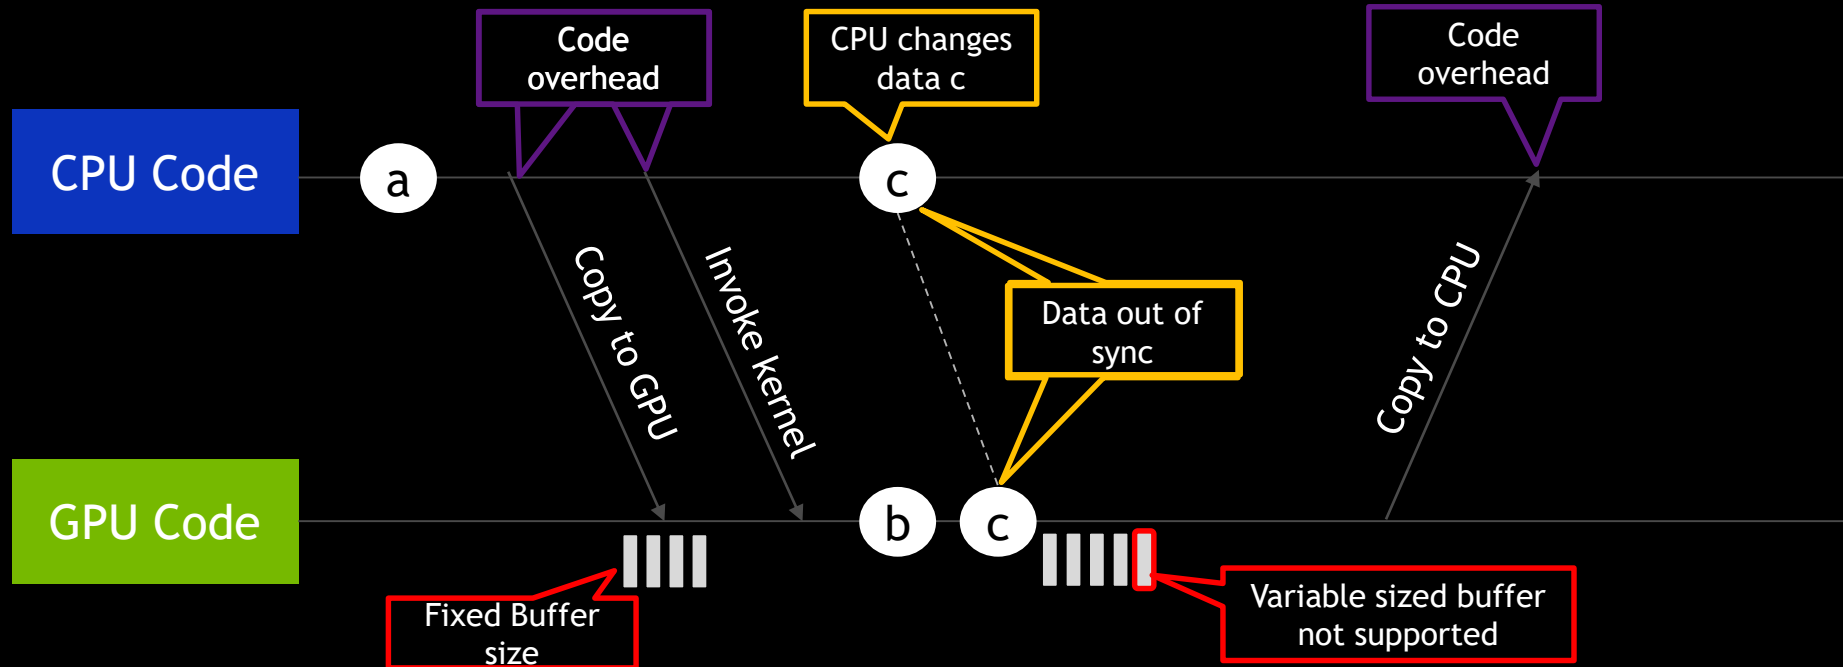 Code
overhead
CPU changes
data c
Code
overhead
CPU Code
a
c
Copy to GPU
Invoke kernel
Data out of
sync
Copy to CPU
GPU Code
b
c
Fixed Buffer
size
Variable sized buffer
not supported